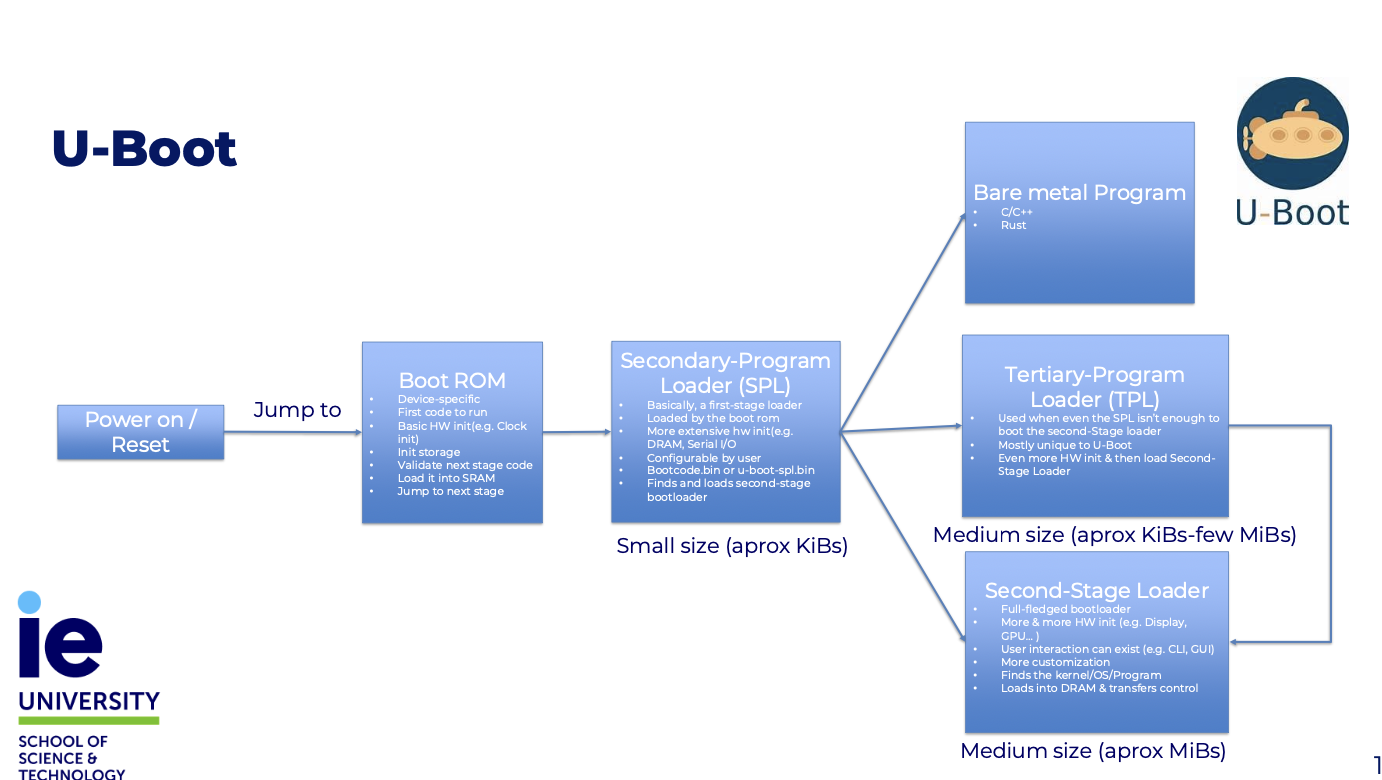 U-Boot
U-Boot
Power on /
Reset
Jump to
Boot ROM
• Device-specific
• First code to run
• Basic HW init(e.g. Clock
init)
• Init storage
• Validate next stage code
• Load it into SRAM
• Jump to next stage
Secondary-Program
Loader (SPL)
• Basically, a first-stage loader
• Loaded by the boot rom
• More extensive hw init(e.g.
DRAM, Serial I/O
• Configurable by user
• Bootcode.bin or u-boot-spl.bin
• Finds and loads second-stage
bootloader
Small size (aprox KiBs)
Bare metal Program
• C/C++
• Rust
Tertiary-Program
Loader (TPL)
• Used when even the SPL isn't enough to
boot the second-Stage loader
• Mostly unique to U-Boot
• Even more HW init & then load Second-
Stage Loader
Medium size (aprox KiBs-few MiBs)
Second-Stage Loader
• Full-fledged bootloader
• More & more HW init (e.g. Display,
GPU... )
• User interaction can exist (e.g. CLI, GUI)
• More customization
• Finds the kernel/OS/Program
• Loads into DRAM & transfers control
Medium size (aprox MiBs)
ie
UNIVERSITY
SCHOOL OF
SCIENCE &
TECHNOLOGY
1